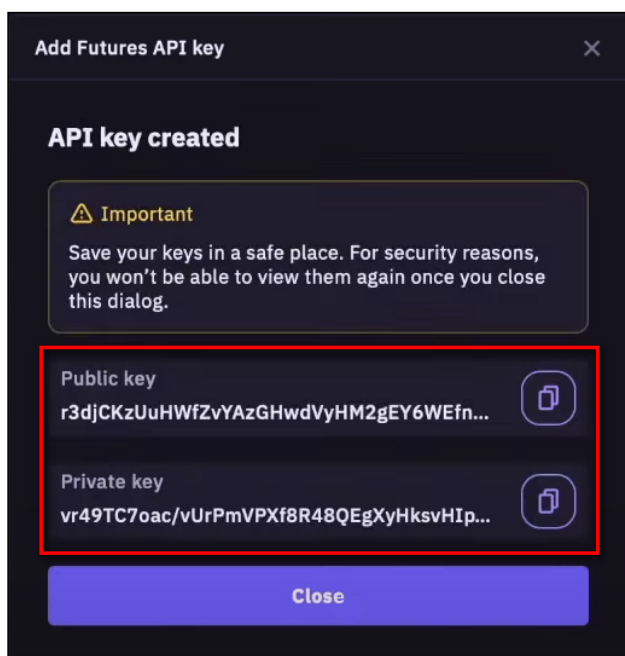 Add Futures API key
API key created
Important
Save your keys in a safe place. For security reasons,
you won't be able to view them again once you close
this dialog.
Public key
r3djCKzUuHWfZvYAzGHwdVyHM2gEY6WEfn...
Private key
vr49TC7oac/vUrPmVPXf8R48QEgXyHksvHIp...
Close